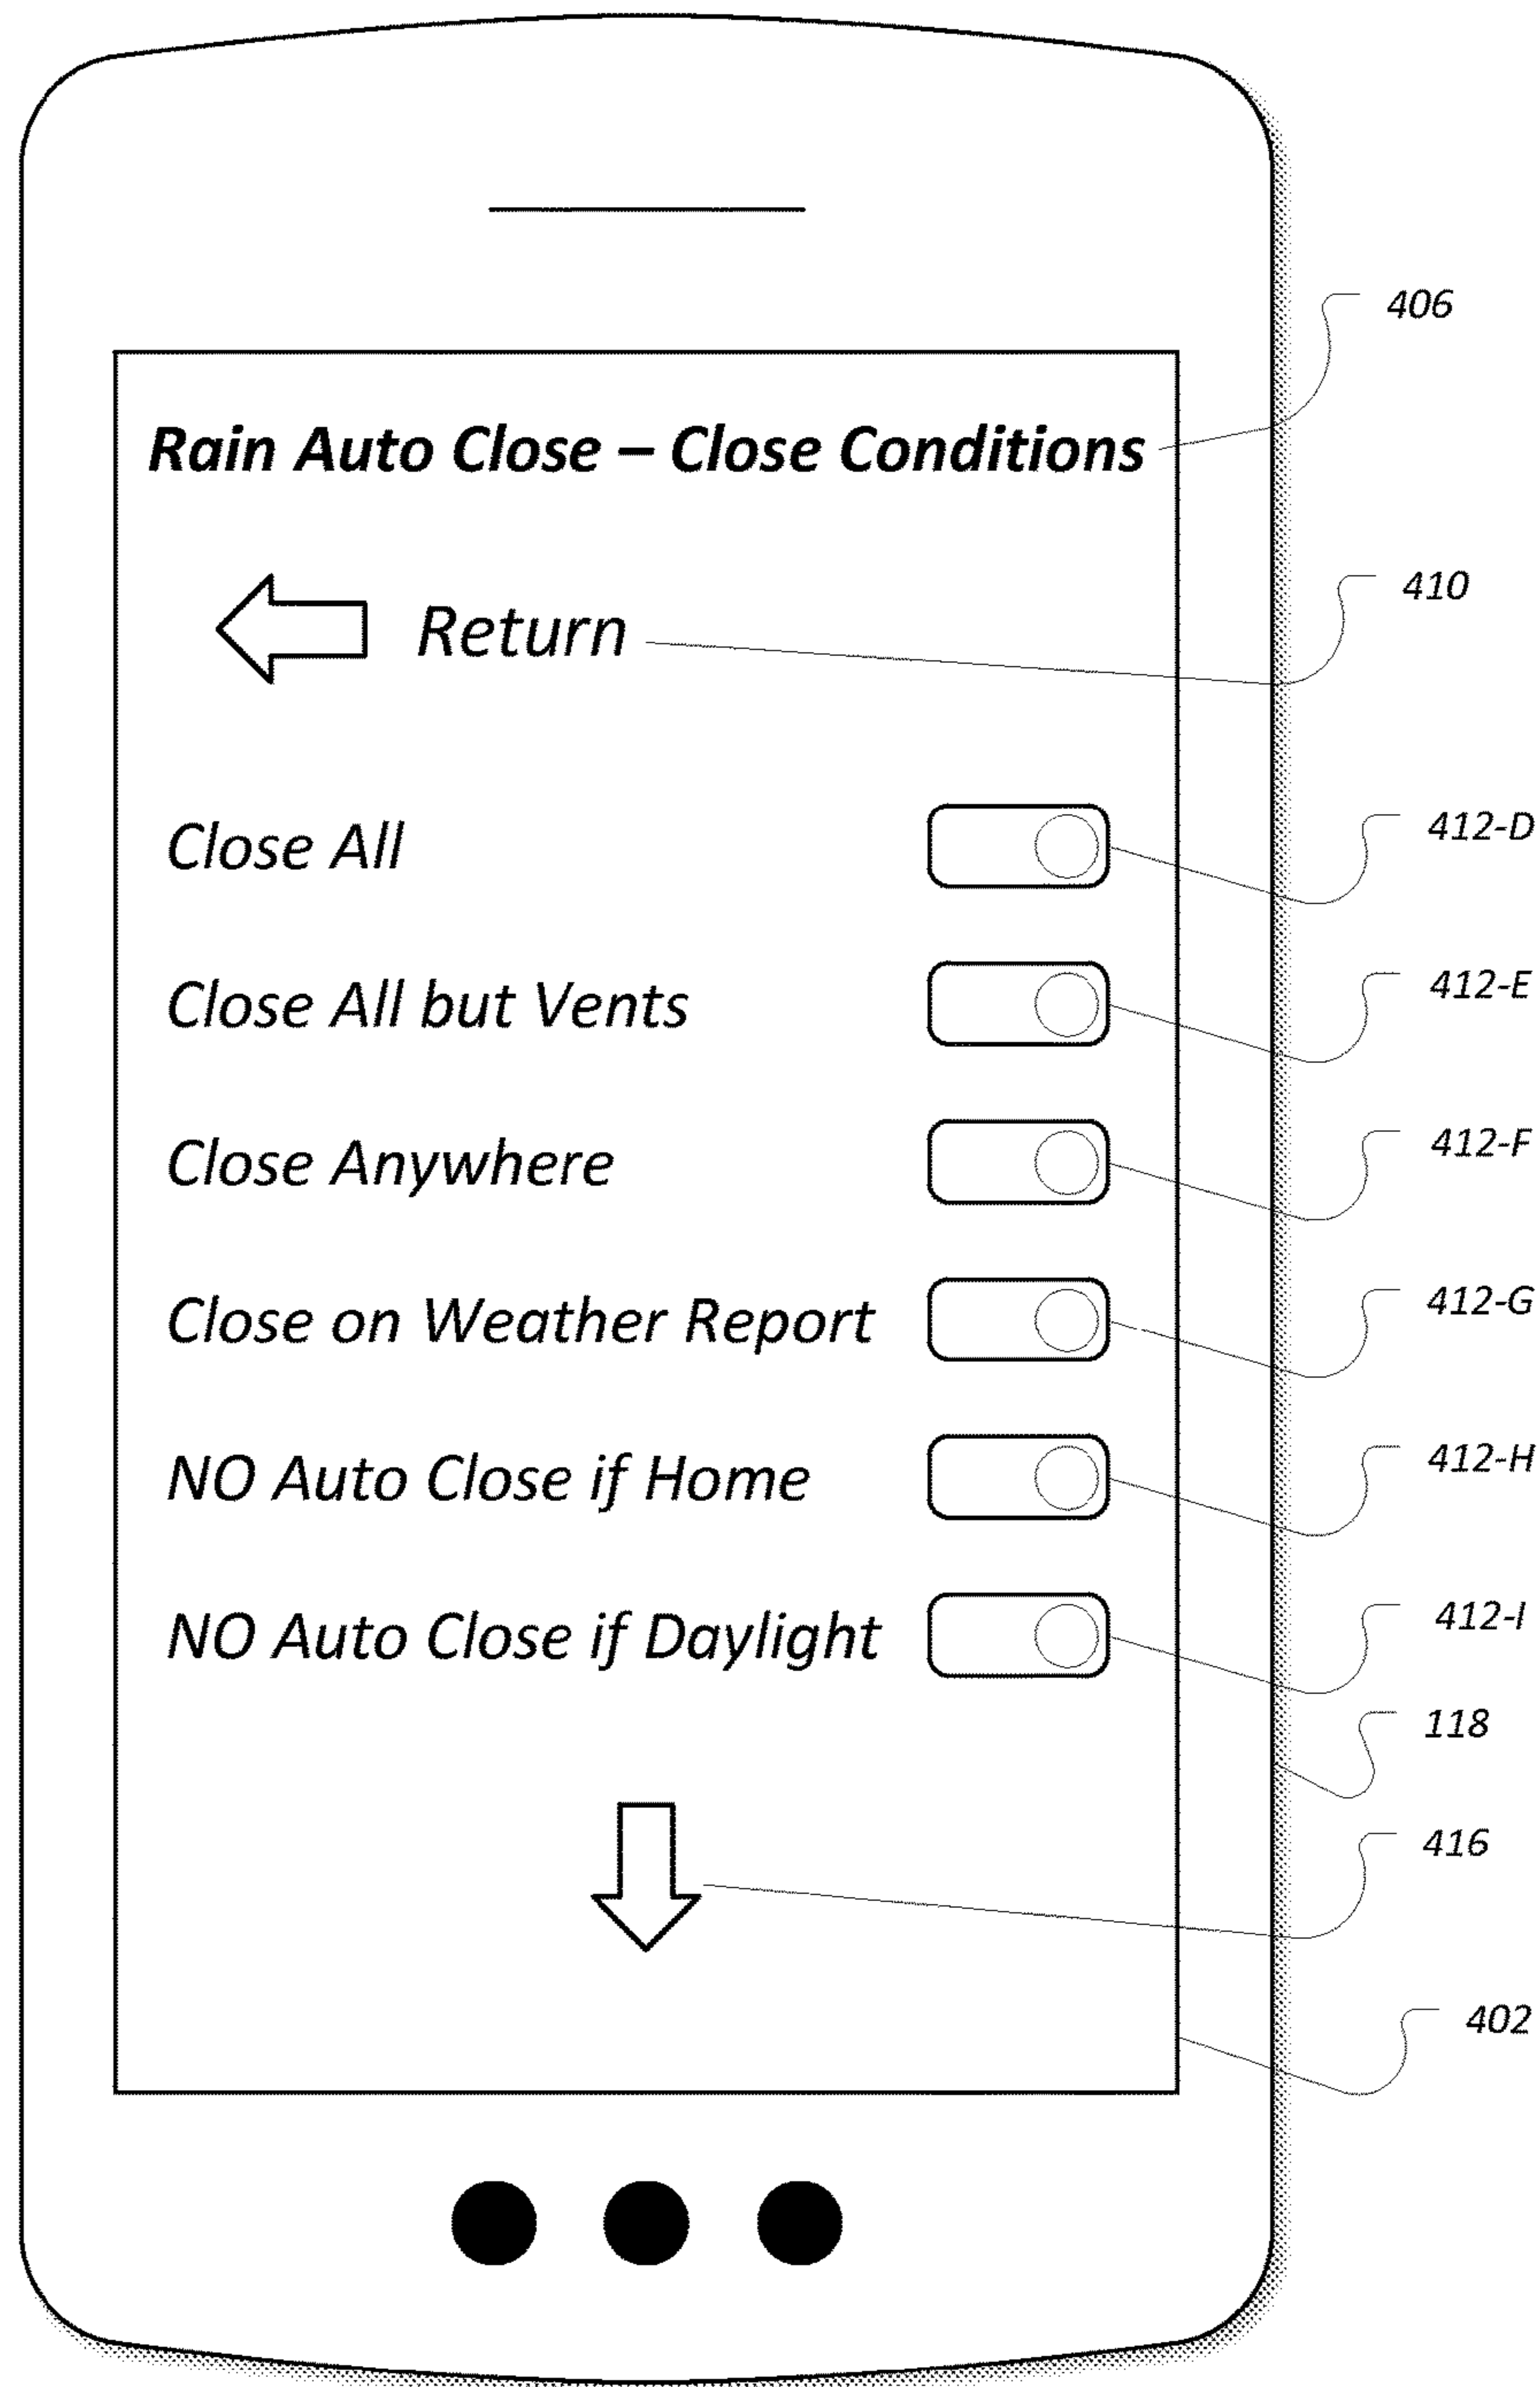 406
Rain Auto Close – Close Conditions
410
Return
Close All
412-D
Close All but Vents
412-E
Close Anywhere
412-F
Close on Weather Report
412-G
NO Auto Close if Home
412-H
NO Auto Close if Daylight
412-I
118
416
402